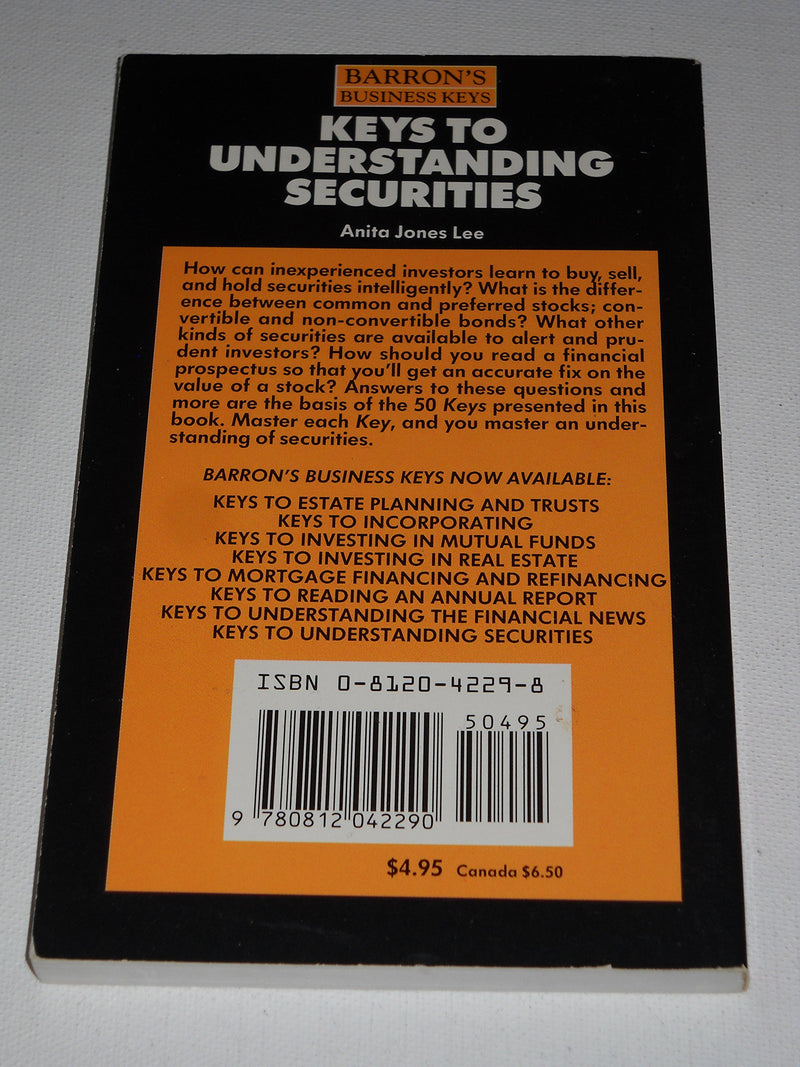 BARRON'S
BUSINESS KEYS
KEYS TO
UNDERSTANDING
SECURITIES
Anita Jones Lee
How can inexperienced investors learn to buy, sell,
and hold securities intelligently? What is the differ-
ence between common and preferred stocks; con-
vertible and non-convertible bonds? What other
kinds of securities are available to alert and pru-
dent investors? How should you read a financial
prospectus so that you'll get an accurate fix on the
value of a stock? Answers to these questions and
more are the basis of the 50 Keys presented in this
book. Master each Key, and you master an under-
standing of securities.
BARRON'S BUSINESS KEYS NOW AVAILABLE:
KEYS TO ESTATE PLANNING AND TRUSTS
KEYS TO INCORPORATING
KEYS TO INVESTING IN MUTUAL FUNDS
KEYS TO INVESTING IN REAL ESTATE
KEYS TO MORTGAGE FINANCING AND REFINANCING
KEYS TO READING AN ANNUAL REPORT
KEYS TO UNDERSTANDING THE FINANCIAL NEWS
KEYS TO UNDERSTANDING SECURITIES
ISBN 0-8120-4229-8
50495
9 780812 042290
$4.95 Canada $6.50